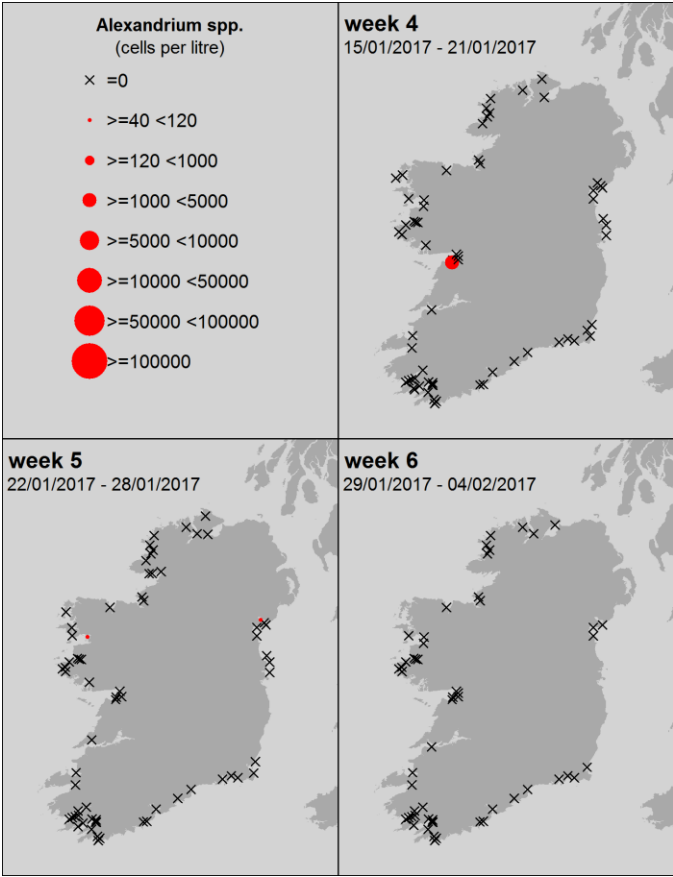 Alexandrium spp.
(cells per litre)
=0
>=40 <120
>=120 <1000
>=1000 <5000
>=5000 <10000
>=10000 <50000
>=50000 <100000
>=100000
week 4
15/01/2017 - 21/01/2017
week 5
22/01/2017 - 28/01/2017
week 6
29/01/2017 - 04/02/2017